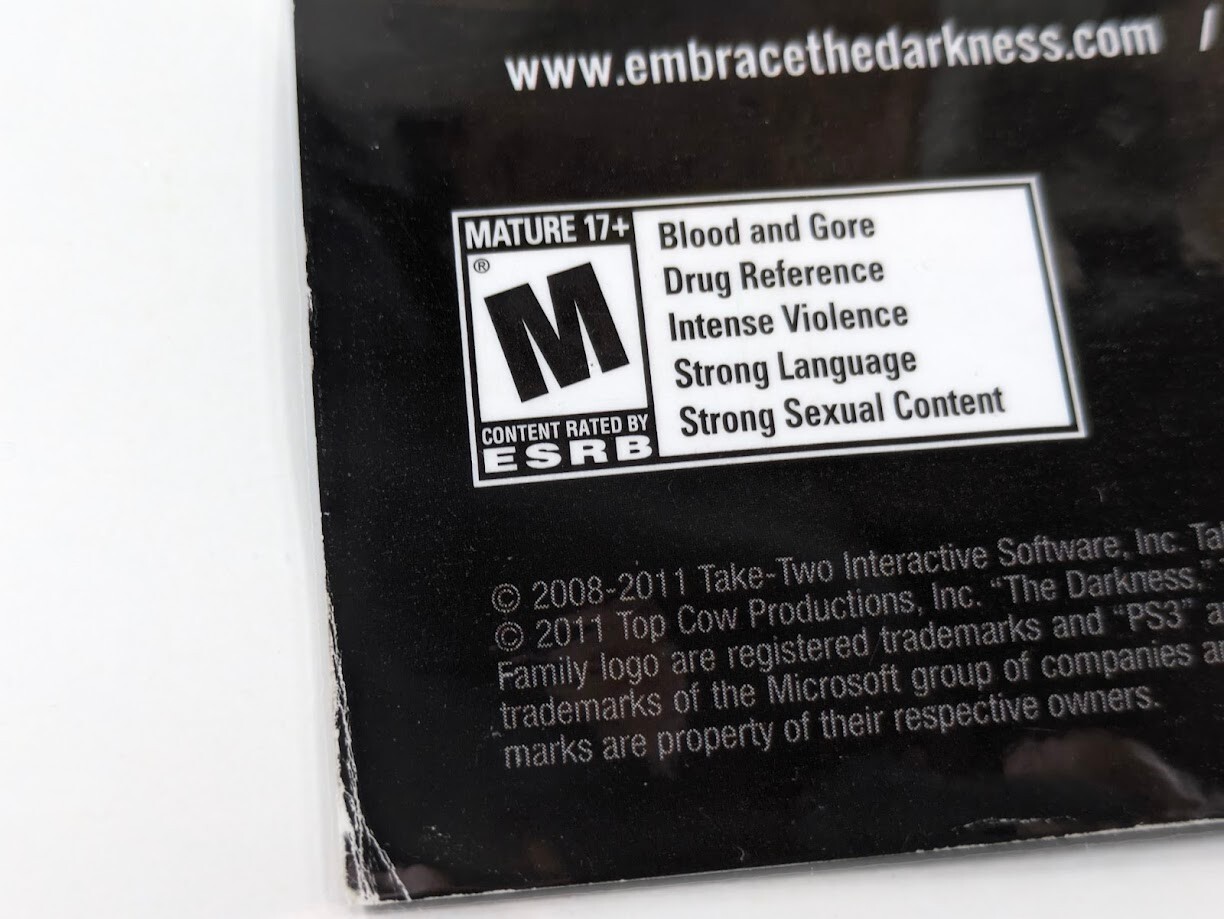 www.embracethedarkness.com /
MATURE 17+
®
M
CONTENT RATED BY
ESRB
Blood and Gore
Drug Reference
Intense Violence
Strong Language
Strong Sexual Content
© 2008-2011 Take-Two Interactive Software, Inc.
© 2011 Top Cow Productions, Inc. “The Darkness,”
Family logo are registered trademarks and “PS3”
trademarks of the Microsoft group of companies
marks are property of their respective owners.